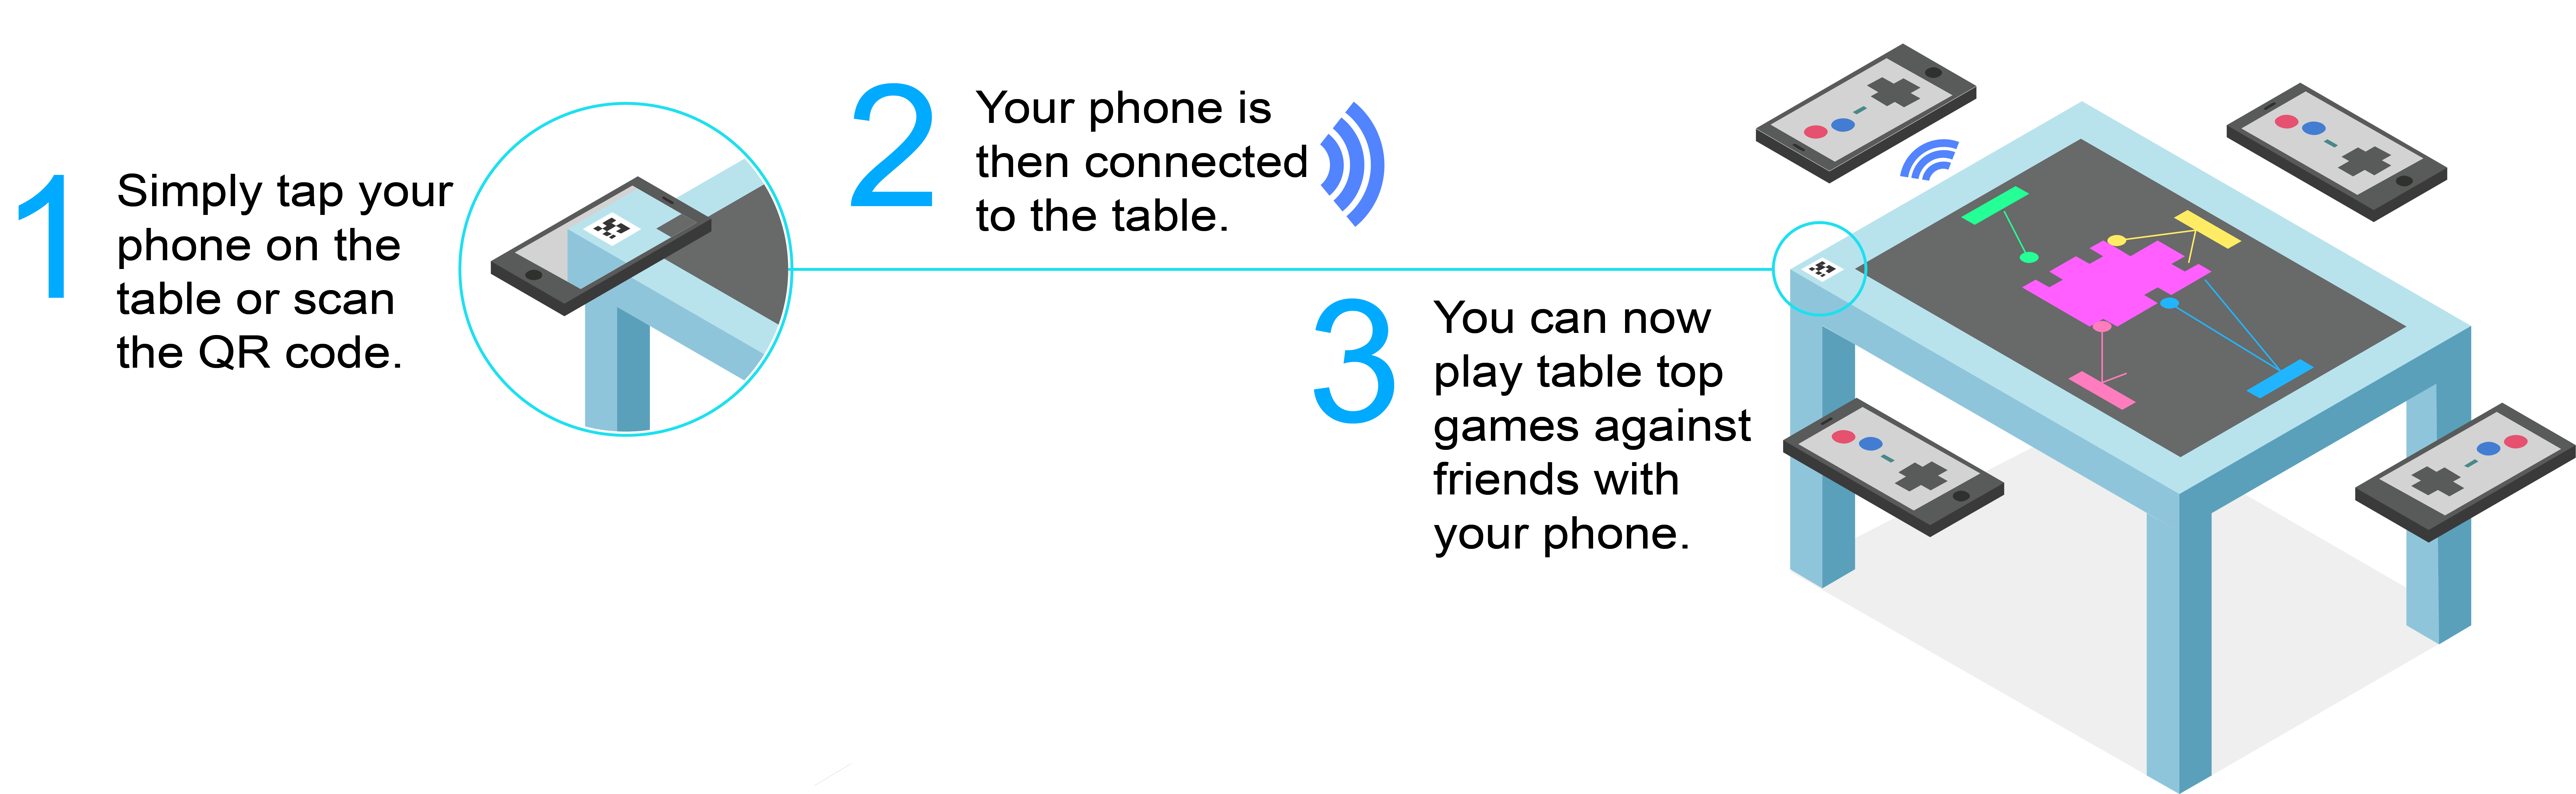 1
Simply tap your
phone on the
table or scan
the QR code.
2
Your phone is
then connected
to the table.
3
You can now
play table top
games against
friends with
your phone.